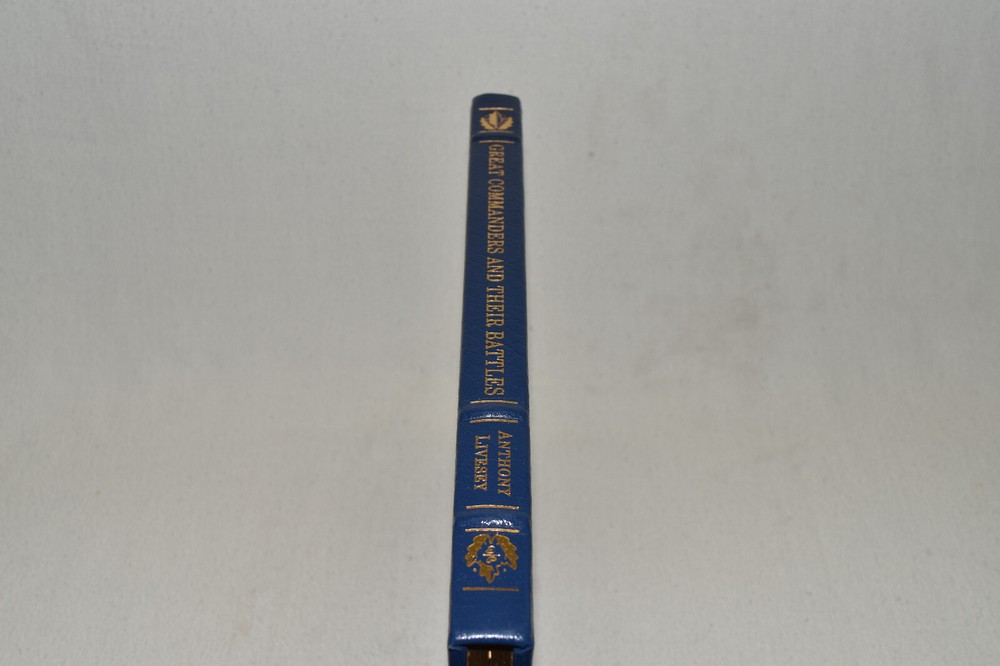 GREAT COMMANDERS AND THEIR BATTLES
ANTHONY
LIVESEY